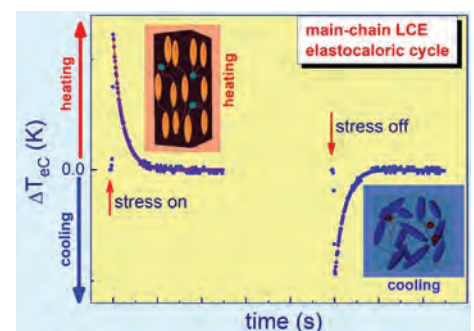 main-chain LCE
elastocaloric cycle
heating
heating
stress off
ΔTeC (K)
0.0
stress on
cooling
cooling
time (s)